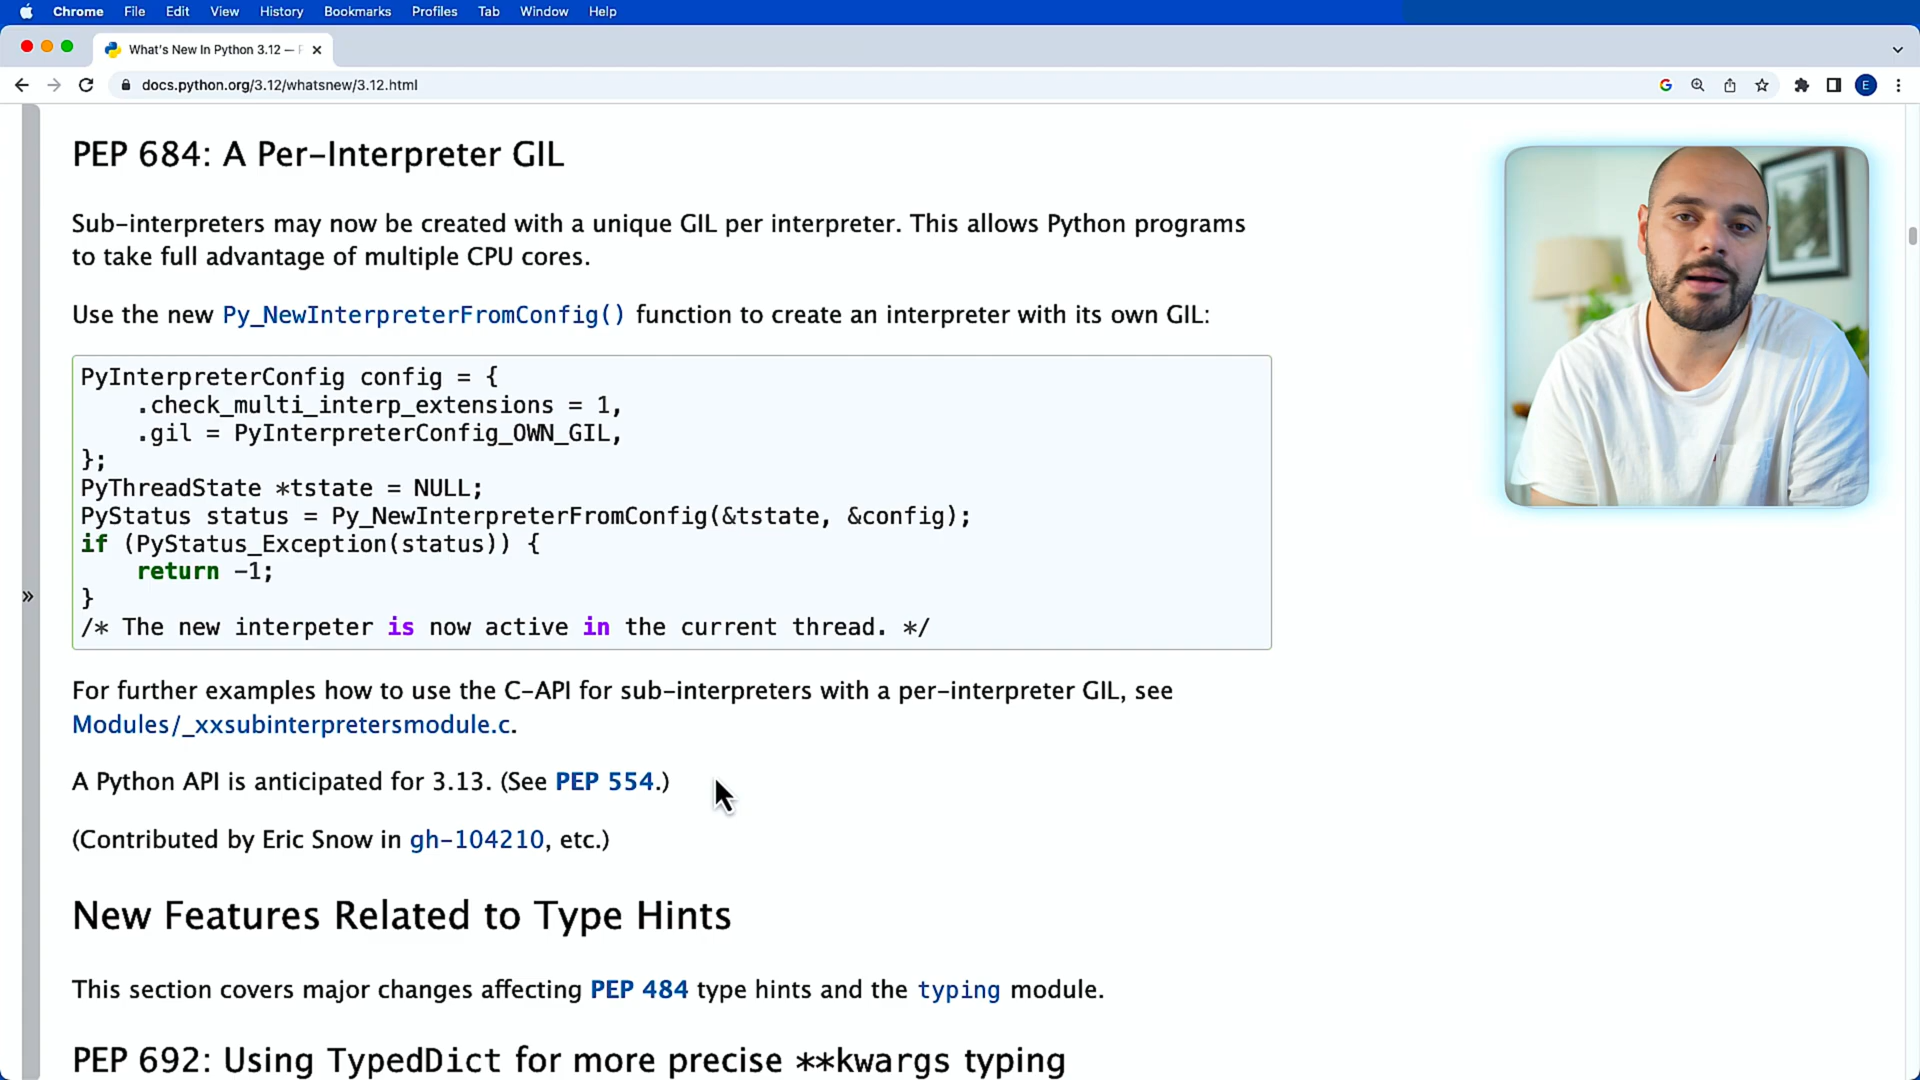 Chrome File Edit View History Bookmarks Profiles Tab Window Help
What's New In Python 3.12 —
docs.python.org/3.12/whatsnew/3.12.html
E
PEP 684: A Per-Interpreter GIL
Sub-interpreters may now be created with a unique GIL per interpreter. This allows Python programs
to take full advantage of multiple CPU cores.
Use the new Py_NewInterpreterFromConfig() function to create an interpreter with its own GIL:
PyInterpreterConfig config = {
    .check_multi_interp_extensions = 1,
    .gil = PyInterpreterConfig_OWN_GIL,
};
PyThreadState *tstate = NULL;
PyStatus status = Py_NewInterpreterFromConfig(&tstate, &config);
if (PyStatus_Exception(status)) {
    return -1;
}
/* The new interpeter is now active in the current thread. */
For further examples how to use the C-API for sub-interpreters with a per-interpreter GIL, see
Modules/_xxsubinterpretersmodule.c.
A Python API is anticipated for 3.13. (See PEP 554.)
(Contributed by Eric Snow in gh-104210, etc.)
New Features Related to Type Hints
This section covers major changes affecting PEP 484 type hints and the typing module.
PEP 692: Using TypedDict for more precise **kwargs typing